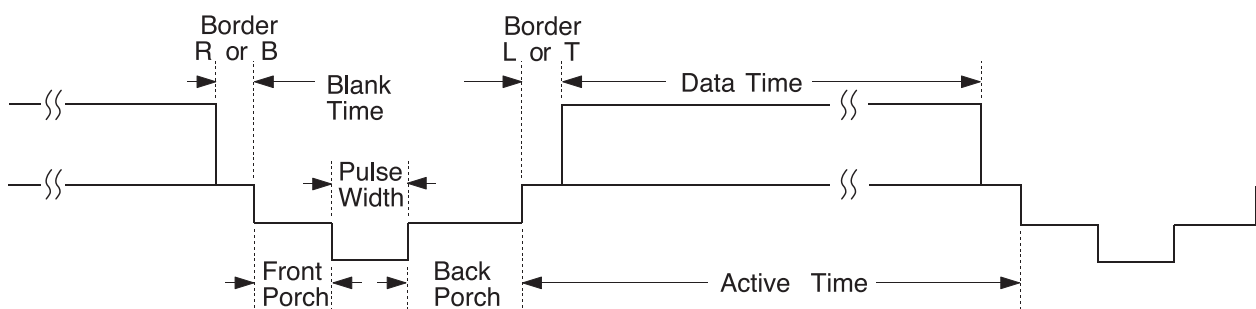 Border
R or B
Border
L or T
Blank
Time
Data Time
Pulse
Width
Front
Porch
Back
Porch
Active Time